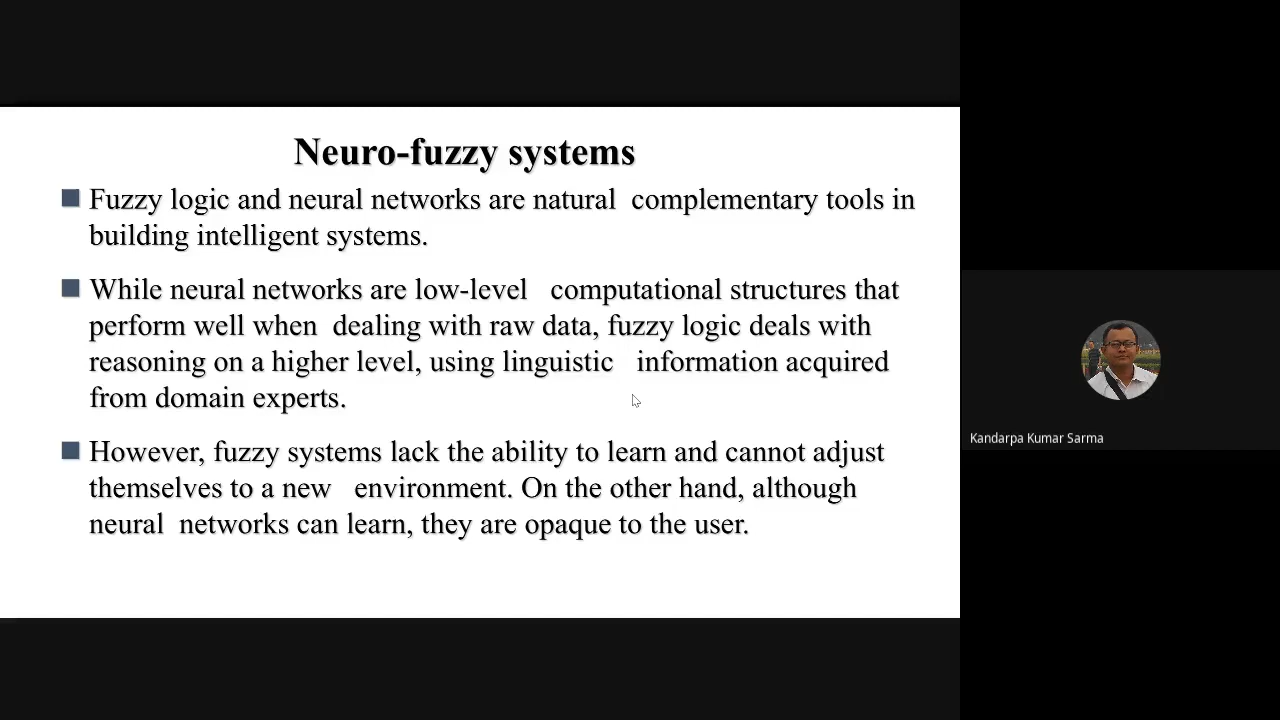 Neuro-fuzzy systems
Fuzzy logic and neural networks are natural complementary tools in
building intelligent systems.
While neural networks are low-level computational structures that
perform well when dealing with raw data, fuzzy logic deals with
reasoning on a higher level, using linguistic information acquired
from domain experts.
However, fuzzy systems lack the ability to learn and cannot adjust
themselves to a new environment. On the other hand, although
neural networks can learn, they are opaque to the user.
Kandarpa Kumar Sarma